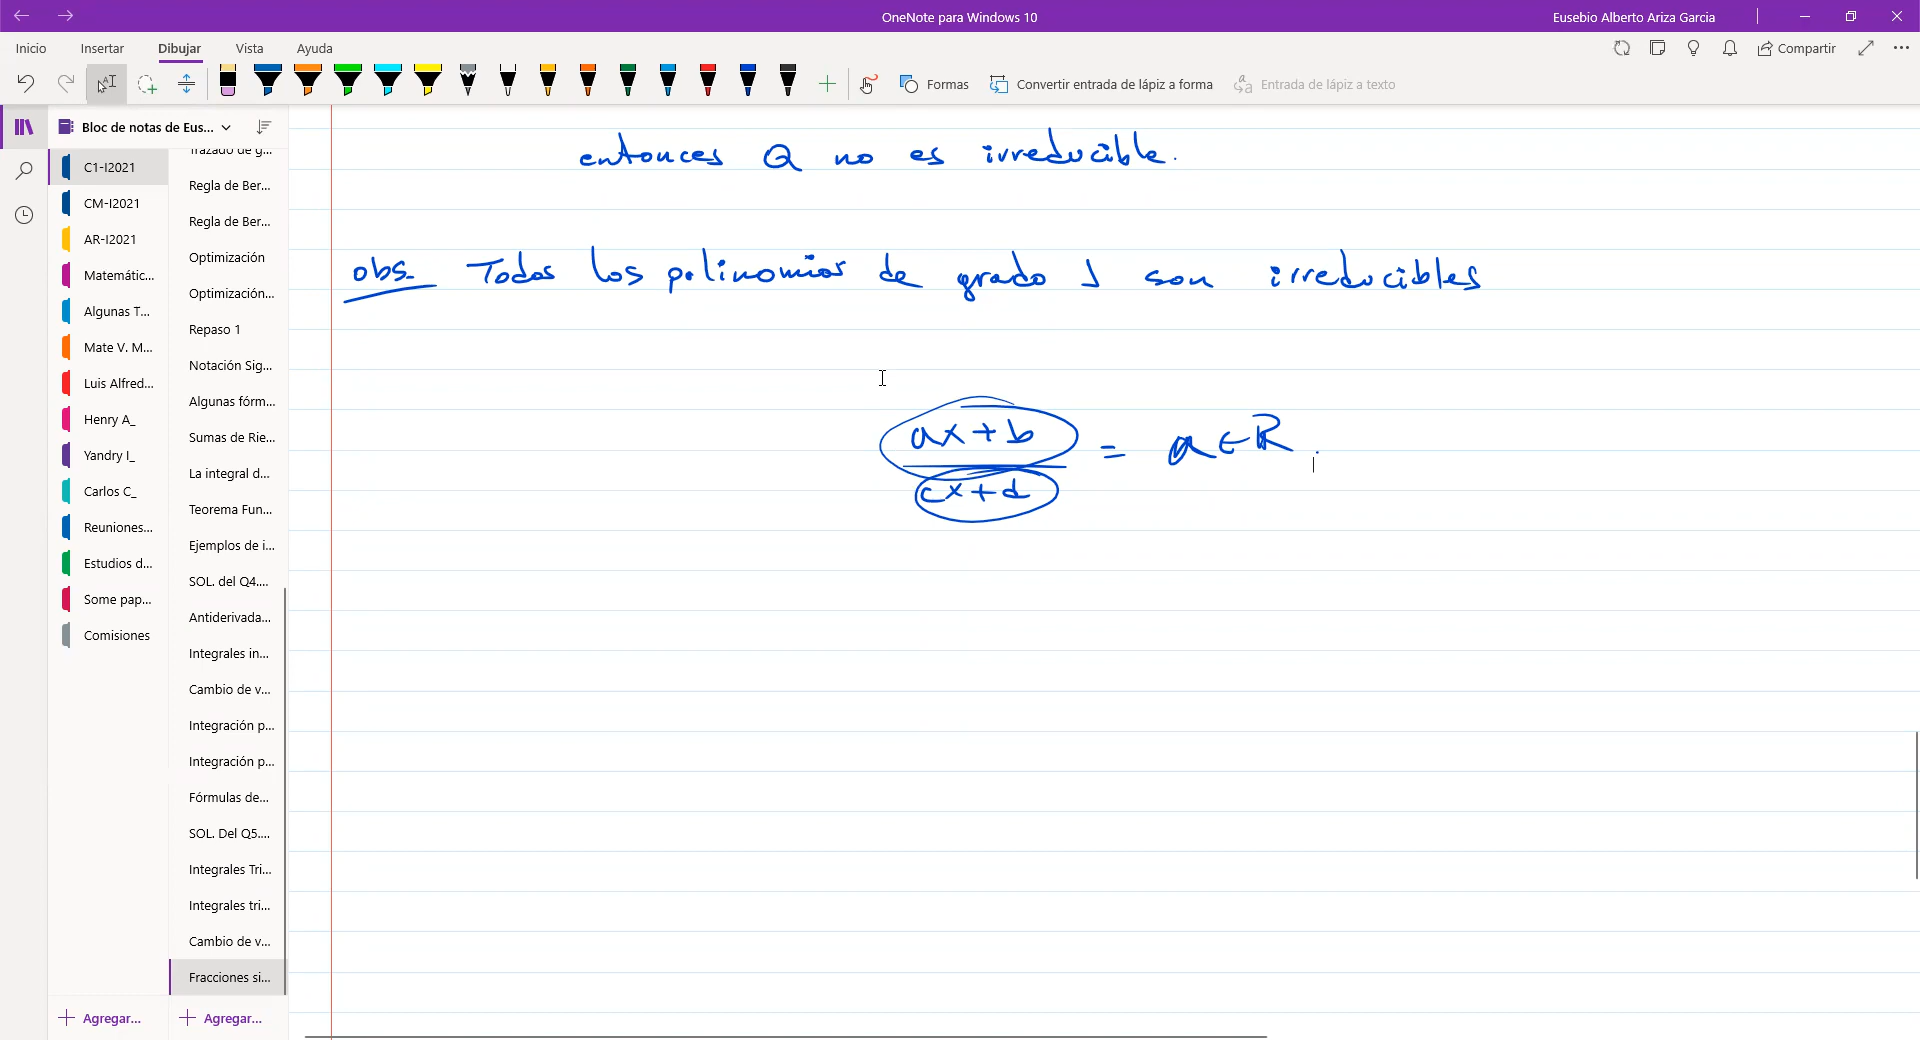 OneNote para Windows 10
Eusebio Alberto Ariza Garcia
Inicio Insertar Dibujar Vista Ayuda
Compartir
Formas
Convertir entrada de lápiz a forma
Entrada de lápiz a texto
Bloc de notas de Eus...
C1-I2021
CM-I2021
AR-I2021
Matemátic...
Algunas T...
Mate V. M...
Luis Alfred...
Henry A_
Yandry I_
Carlos C_
Reuniones...
Estudios d...
Some pap...
Comisiones
Agregar...
Trazado de g...
Regla de Ber...
Regla de Ber...
Optimización
Optimización...
Repaso 1
Notación Sig...
Algunas fórm...
Sumas de Rie...
La integral d...
Teorema Fun...
Ejemplos de i...
SOL. del Q4....
Antiderivada...
Integrales in...
Cambio de v...
Integración p...
Integración p...
Fórmulas de...
SOL. Del Q5....
Integrales Tri...
Integrales tri...
Cambio de v...
Fracciones si...
Agregar...
entonces Q no es irreducible.
obs. Todos los polinomios de grado 1 son irreducibles
ax+b
= a ∈ ℝ.
cx+d